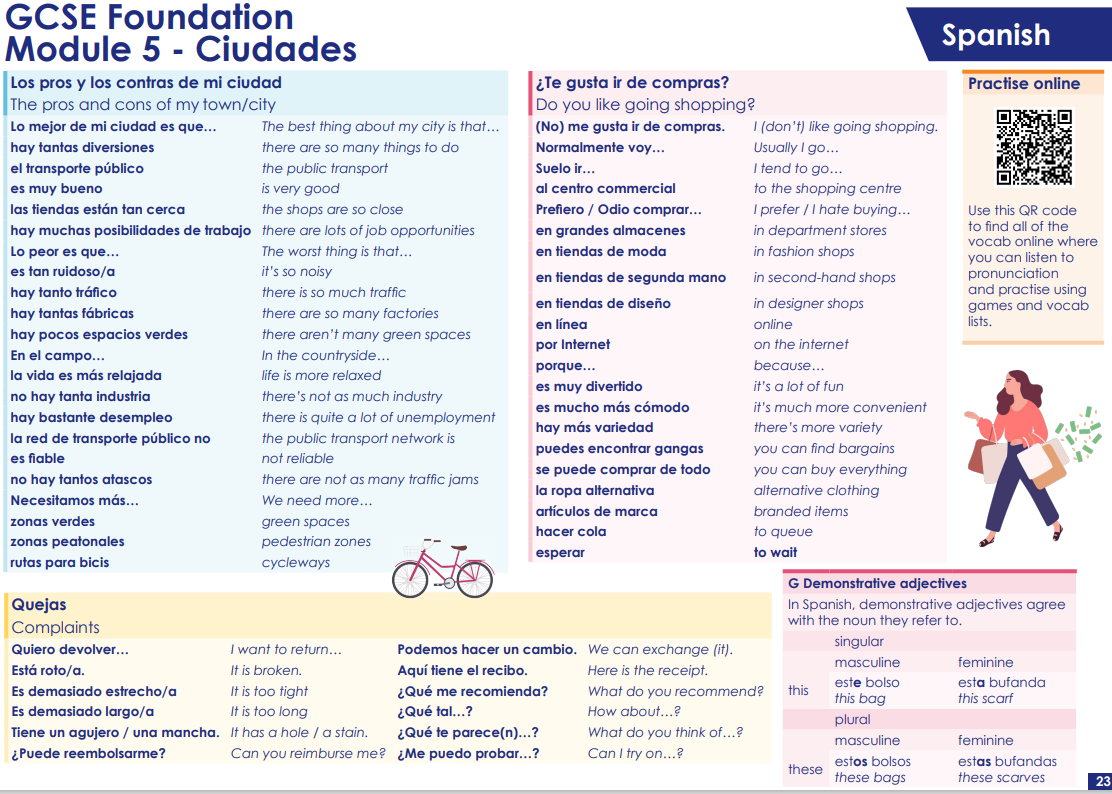 GCSE Foundation
Module 5 - Ciudades
Spanish
Los pros y los contras de mi ciudad
The pros and cons of my town/city
Lo mejor de mi ciudad es que… The best thing about my city is that…
hay tantas diversiones there are so many things to do
el transporte público the public transport
es muy bueno is very good
las tiendas están tan cerca the shops are so close
hay muchas posibilidades de trabajo there are lots of job opportunities
Lo peor es que… The worst thing is that…
es tan ruidoso/a it's so noisy
hay tanto tráfico there is so much traffic
hay tantas fábricas there are so many factories
hay pocos espacios verdes there aren't many green spaces
En el campo… In the countryside…
la vida es más relajada life is more relaxed
no hay tanta industria there's not as much industry
hay bastante desempleo there is quite a lot of unemployment
la red de transporte público no the public transport network is
es fiable not reliable
no hay tantos atascos there are not as many traffic jams
Necesitamos más… We need more…
zonas verdes green spaces
zonas peatonales pedestrian zones
rutas para bicis cycleways
¿Te gusta ir de compras?
Do you like going shopping?
(No) me gusta ir de compras. I (don't) like going shopping.
Normalmente voy… Usually I go…
Suelo ir… I tend to go…
al centro commercial to the shopping centre
Prefiero / Odio comprar… I prefer / I hate buying…
en grandes almacenes in department stores
en tiendas de moda in fashion shops
en tiendas de segunda mano in second-hand shops
en tiendas de diseño in designer shops
en línea online
por Internet on the internet
porque… because…
es muy divertido it's a lot of fun
es mucho más cómodo it's much more convenient
hay más variedad there's more variety
puedes encontrar gangas you can find bargains
se puede comprar de todo you can buy everything
la ropa alternativa alternative clothing
artículos de marca branded items
hacer cola to queue
esperar to wait
Practise online
Use this QR code
to find all of the
vocab online where
you can listen to
pronunciation
and practise using
games and vocab
lists.
Quejas
Complaints
Quiero devolver… I want to return… Podemos hacer un cambio. We can exchange (it).
Está roto/a. It is broken. Aquí tiene el recibo. Here is the receipt.
Es demasiado estrecho/a It is too tight ¿Qué me recomienda? What do you recommend?
Es demasiado largo/a It is too long ¿Qué tal…? How about…?
Tiene un agujero / una mancha. It has a hole / a stain. ¿Qué te parece(n)…? What do you think of…?
¿Puede reembolsarme? Can you reimburse me? ¿Me puedo probar…? Can I try on…?
G Demonstrative adjectives
In Spanish, demonstrative adjectives agree
with the noun they refer to.
singular
masculine feminine
this este bolso esta bufanda
this bag this scarf
plural
masculine feminine
these estos bolsos estas bufandas
these bags these scarves
23